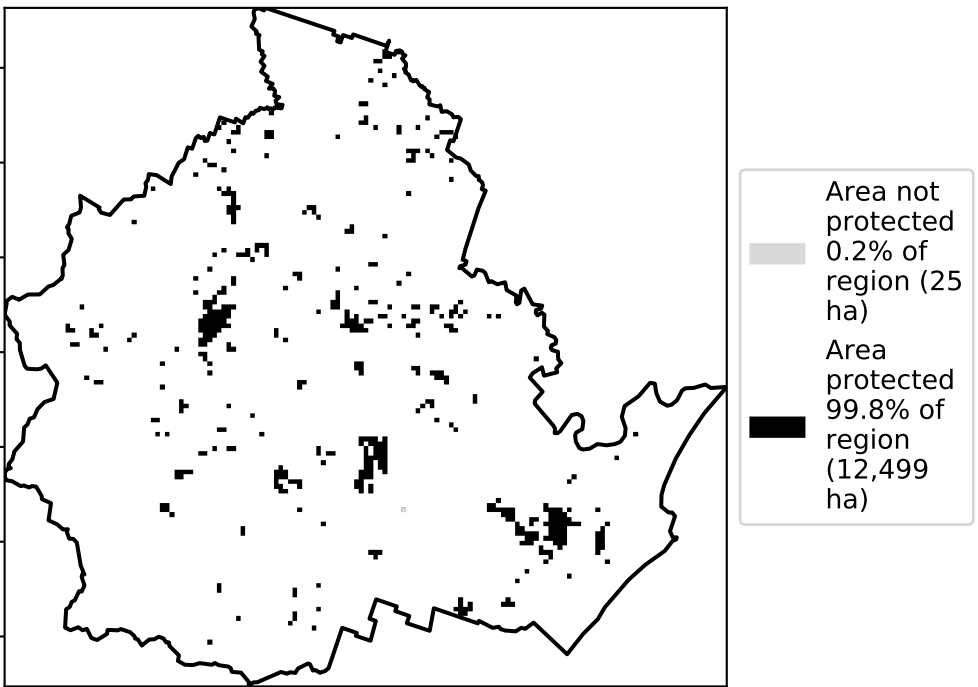 Area not
protected
0.2% of
region (25
ha)
Area
protected
99.8% of
region
(12,499
ha)